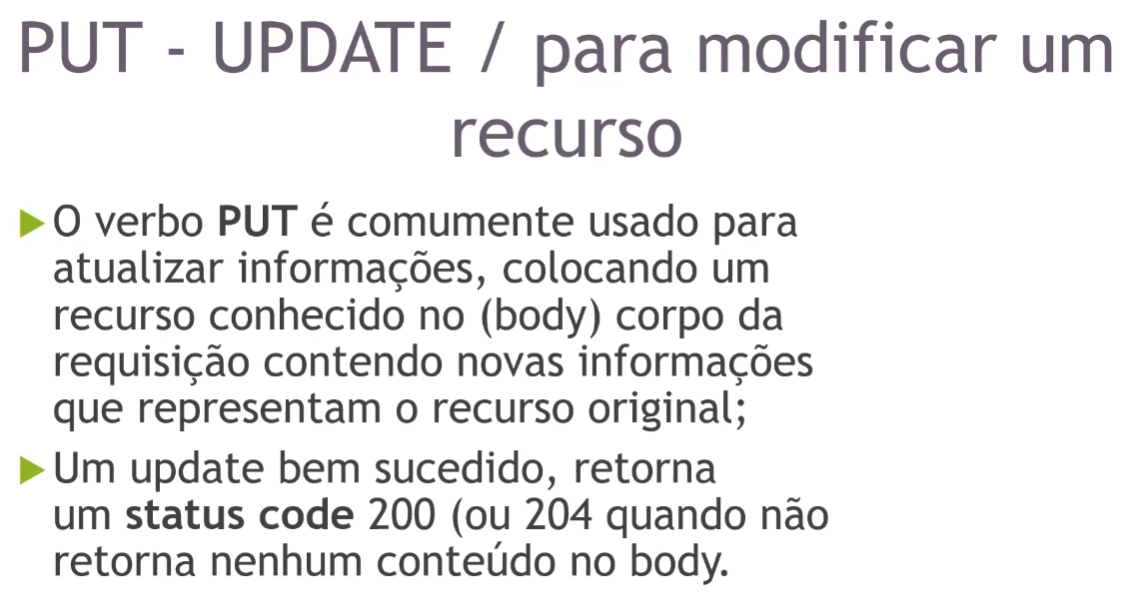 PUT - UPDATE / para modificar um
recurso
O verbo PUT é comumente usado para
atualizar informações, colocando um
recurso conhecido no (body) corpo da
requisição contendo novas informações
que representam o recurso original;
Um update bem sucedido, retorna
um status code 200 (ou 204 quando não
retorna nenhum conteúdo no body.